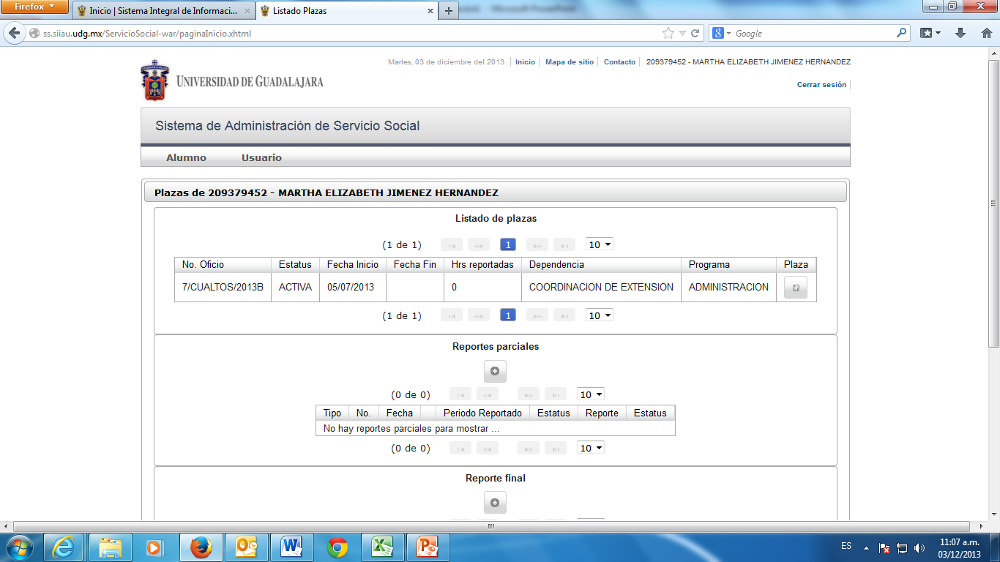 Firefox
Inicio | Sistema Integral de Informaci...
Listado Plazas
Microsoft PowerPoint
ss.siiau.udg.mx/ServicioSocial-war/paginaInicio.xhtml
Google
Martes, 03 de diciembre del 2013 Inicio Mapa de sitio Contacto 209379452 - MARTHA ELIZABETH JIMENEZ HERNANDEZ
UNIVERSIDAD DE GUADALAJARA
Cerrar sesión
Sistema de Administración de Servicio Social
Alumno Usuario
Plazas de 209379452 - MARTHA ELIZABETH JIMENEZ HERNANDEZ
Listado de plazas
(1 de 1) 1 10
No. Oficio Estatus Fecha Inicio Fecha Fin Hrs reportadas Dependencia Programa Plaza
7/CUALTOS/2013B ACTIVA 05/07/2013 0 COORDINACION DE EXTENSION ADMINISTRACION
(1 de 1) 1 10
Reportes parciales
(0 de 0) 10
Tipo No. Fecha Periodo Reportado Estatus Reporte Estatus
No hay reportes parciales para mostrar ...
(0 de 0) 10
Reporte final
ES
11:07 a.m.
03/12/2013